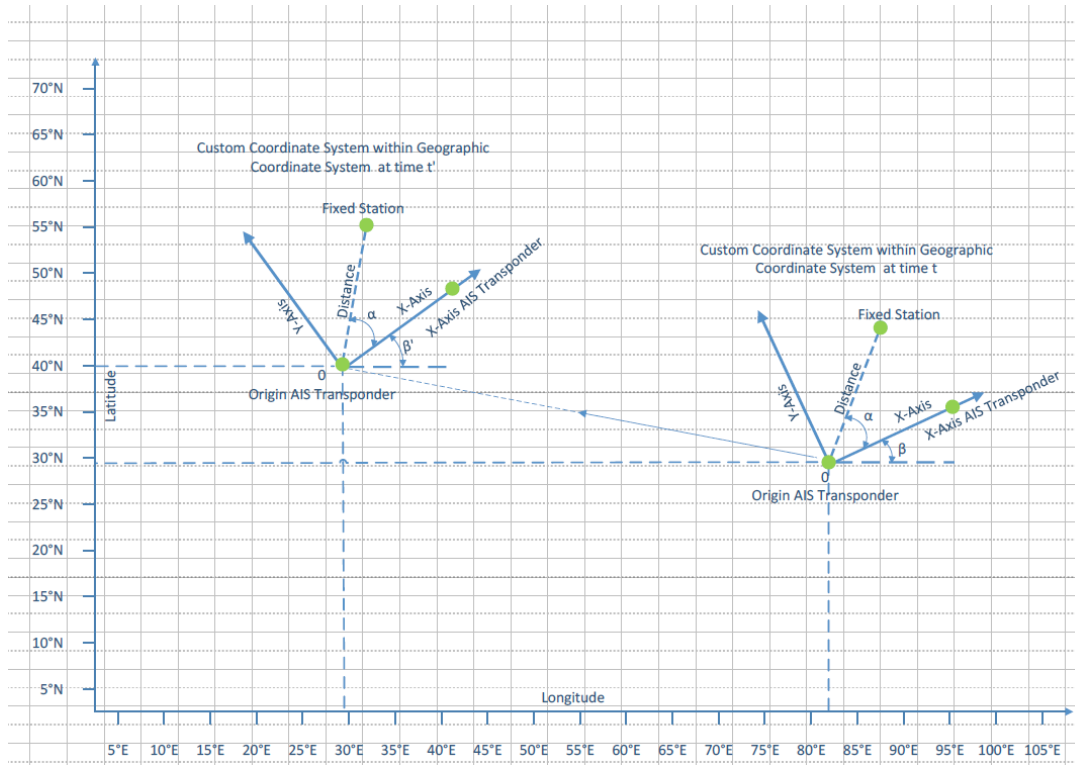 70°N
65°N
60°N
55°N
50°N
45°N
40°N
35°N
30°N
25°N
20°N
15°N
10°N
5°N
Latitude
Custom Coordinate System within Geographic
Coordinate System at time t'
Fixed Station
Y-Axis
Distance
α
X-Axis
X-Axis AIS Transponder
β'
0
Origin AIS Transponder
Custom Coordinate System within Geographic
Coordinate System at time t
Fixed Station
Y-Axis
Distance
α
X-Axis
X-Axis AIS Transponder
β
0
Origin AIS Transponder
Longitude
5°E 10°E 15°E 20°E 25°E 30°E 35°E 40°E 45°E 50°E 55°E 60°E 65°E 70°E 75°E 80°E 85°E 90°E 95°E 100°E 105°E